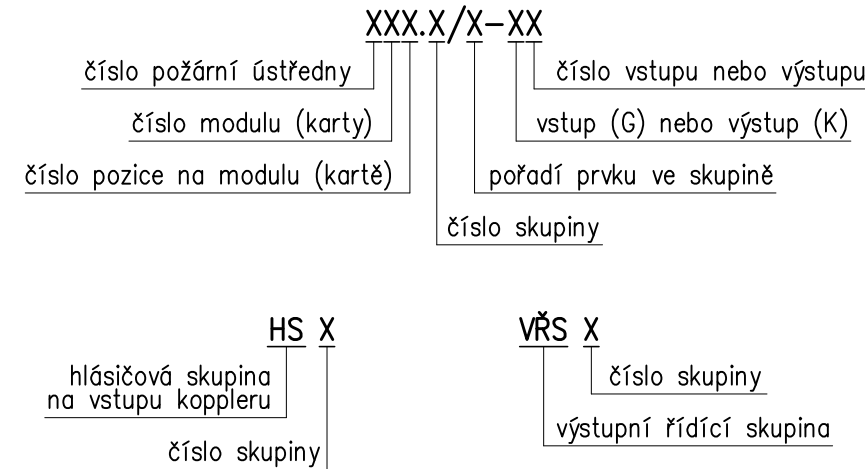 XXX.X/X-XX
číslo požární ústředny
číslo vstupu nebo výstupu
číslo modulu (karty)
vstup (G) nebo výstup (K)
číslo pozice na modulu (kartě)
pořadí prvku ve skupině
číslo skupiny
HS X
hlásičová skupina
na vstupu koppleru
číslo skupiny
VŘS X
číslo skupiny
výstupní řídící skupina